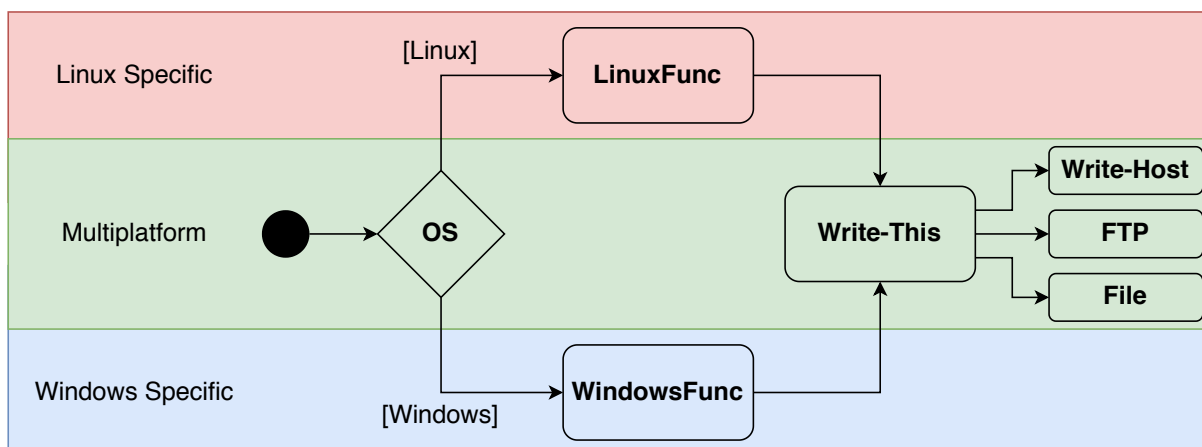 [Linux]
Linux Specific
LinuxFunc
Write-Host
Multiplatform
OS
Write-This
FTP
File
Windows Specific
WindowsFunc
[Windows]